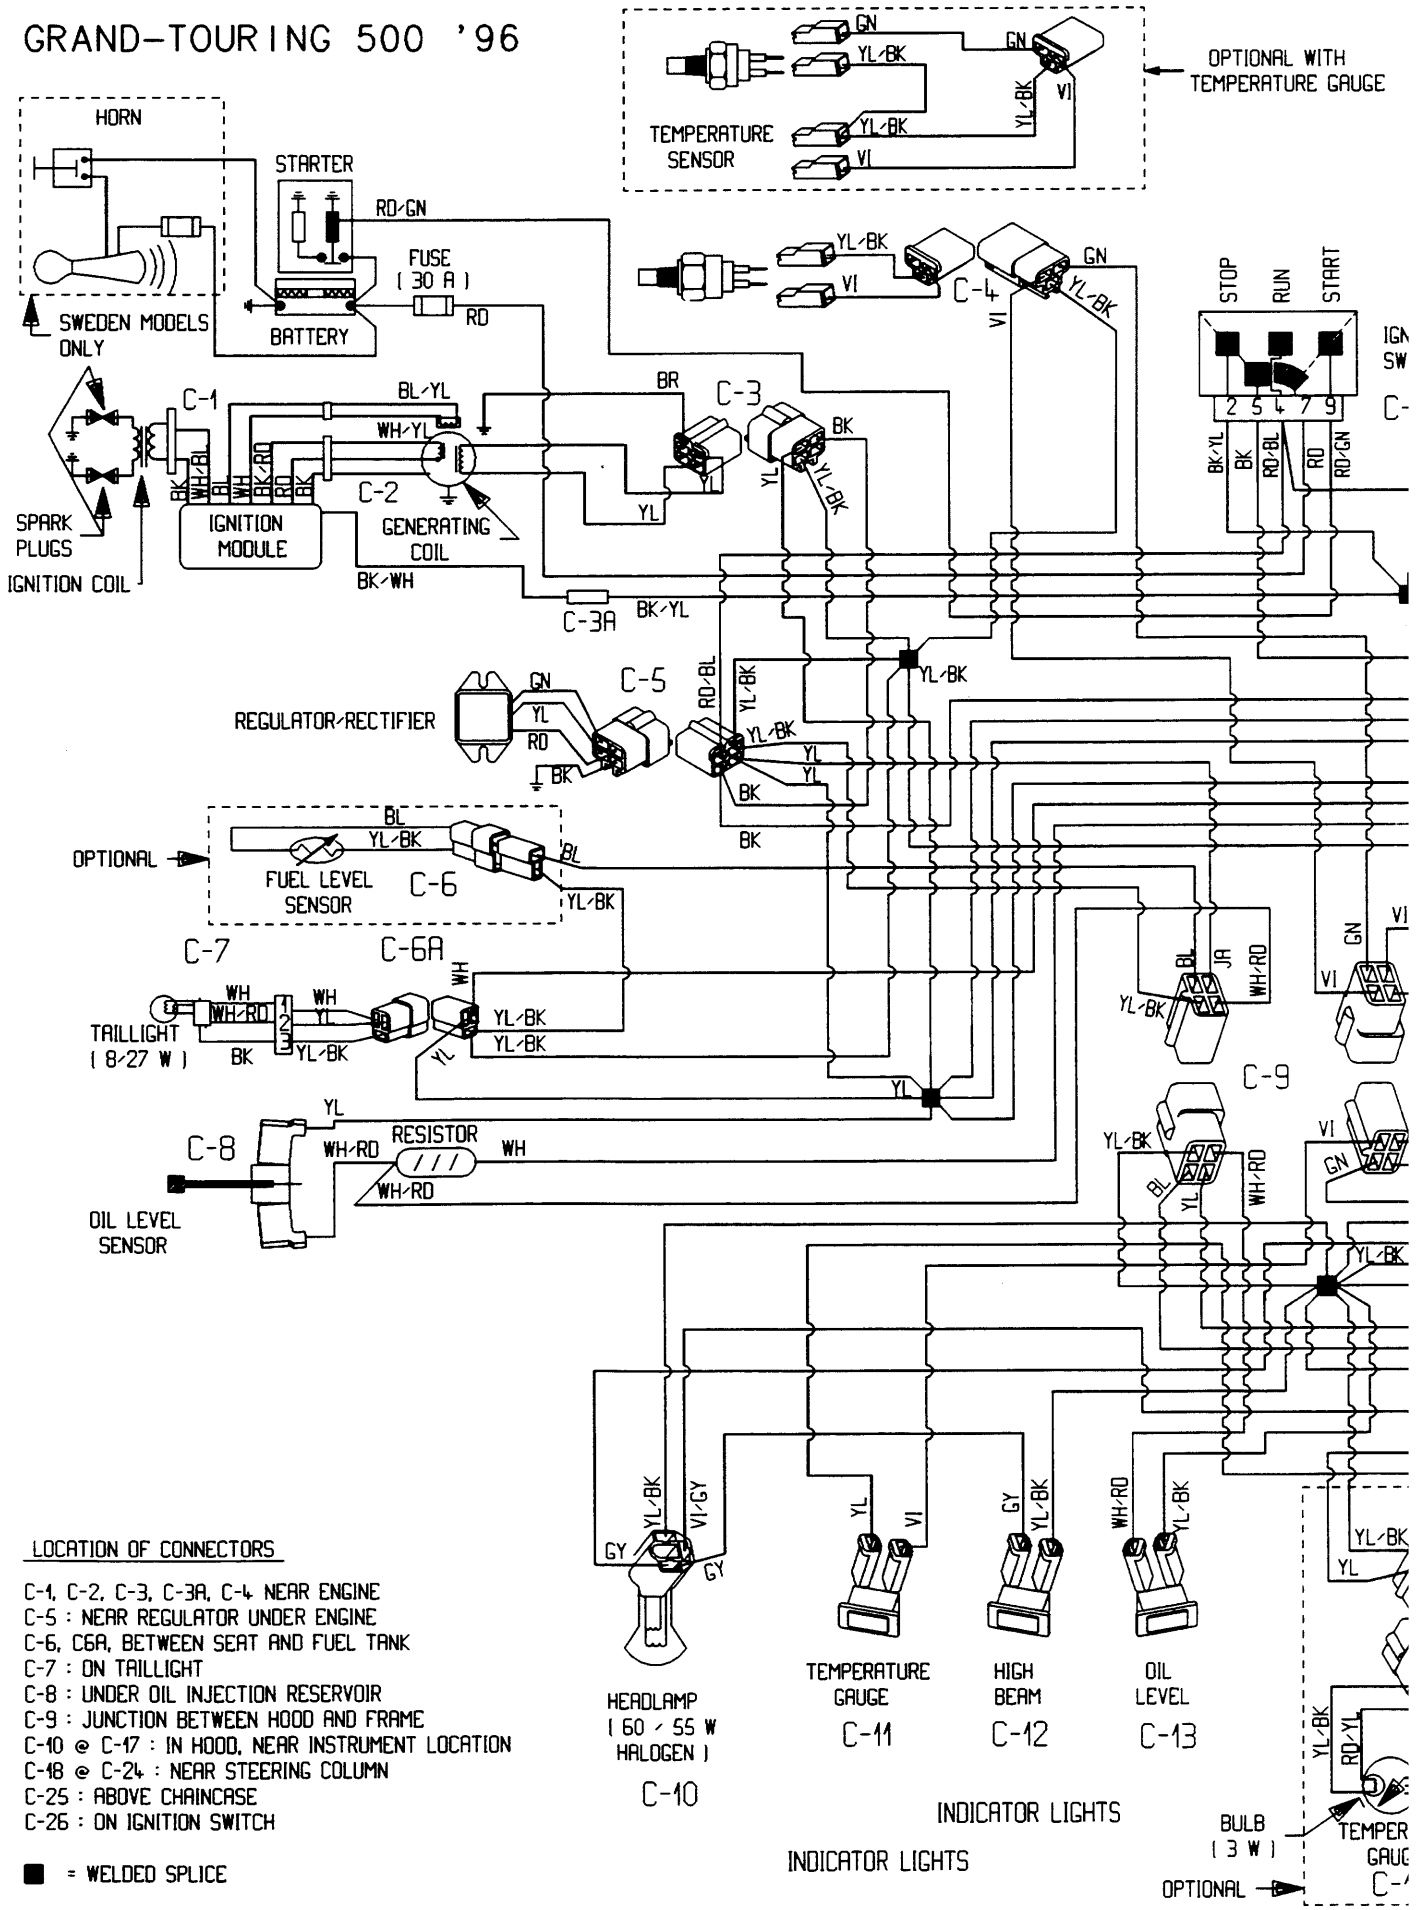 GRAND-TOURING 500 '96
GN
YL/BK
GN
YL/BK
VI
TEMPERATURE
SENSOR
YL/BK
VI
OPTIONAL WITH
TEMPERATURE GAUGE
HORN
STARTER
RD/GN
FUSE
( 30 A )
RD
BATTERY
SWEDEN MODELS
ONLY
YL/BK
VI
C-4
GN
YL/BK
VI
STOP
RUN
START
2 5 4 7 9
BK/YL
BK
RD/BL
RD
RD/GN
IGN
SW
C-
C-1
BL/YL
WH/YL
BK
WH/BL
BL
WH
BK/RD
RD
BK
C-2
BR
C-3
BK
YL
YL
YL/BK
YL
SPARK
PLUGS
IGNITION
MODULE
GENERATING
COIL
IGNITION COIL
BK/WH
C-3A
BK/YL
YL/BK
RD/BL
YL/BK
REGULATOR/RECTIFIER
GN
YL
RD
BK
C-5
YL/BK
YL
YL
BK
BK
OPTIONAL
BL
YL/BK
FUEL LEVEL
SENSOR
C-6
BL
YL/BK
C-7
C-6A
WH
WH
WH/RD
BK
1
2
3
WH
YL
YL/BK
YL/BK
YL/BK
YL
TAILLIGHT
( 8/27 W )
BL
JA
WH/RD
YL/BK
GN
VI
VI
C-9
YL
C-8
YL
WH/RD
RESISTOR
WH
WH/RD
OIL LEVEL
SENSOR
YL/BK
BL
YL
WH/RD
VI
GN
YL/BK
YL/BK
VI/GY
GY
GY
YL
VI
GY
YL/BK
WH/RD
YL/BK
YL/BK
YL
LOCATION OF CONNECTORS
C-1, C-2, C-3, C-3A, C-4 NEAR ENGINE
C-5 : NEAR REGULATOR UNDER ENGINE
C-6, C6A, BETWEEN SEAT AND FUEL TANK
C-7 : ON TAILLIGHT
C-8 : UNDER OIL INJECTION RESERVOIR
C-9 : JUNCTION BETWEEN HOOD AND FRAME
C-10 @ C-17 : IN HOOD, NEAR INSTRUMENT LOCATION
C-18 @ C-24 : NEAR STEERING COLUMN
C-25 : ABOVE CHAINCASE
C-26 : ON IGNITION SWITCH
= WELDED SPLICE
HEADLAMP
( 60 / 55 W
HALOGEN )
C-10
TEMPERATURE
GAUGE
C-11
HIGH
BEAM
C-12
OIL
LEVEL
C-13
INDICATOR LIGHTS
INDICATOR LIGHTS
YL/BK
RD/YL
BULB
( 3 W )
TEMPER
GAUG
OPTIONAL